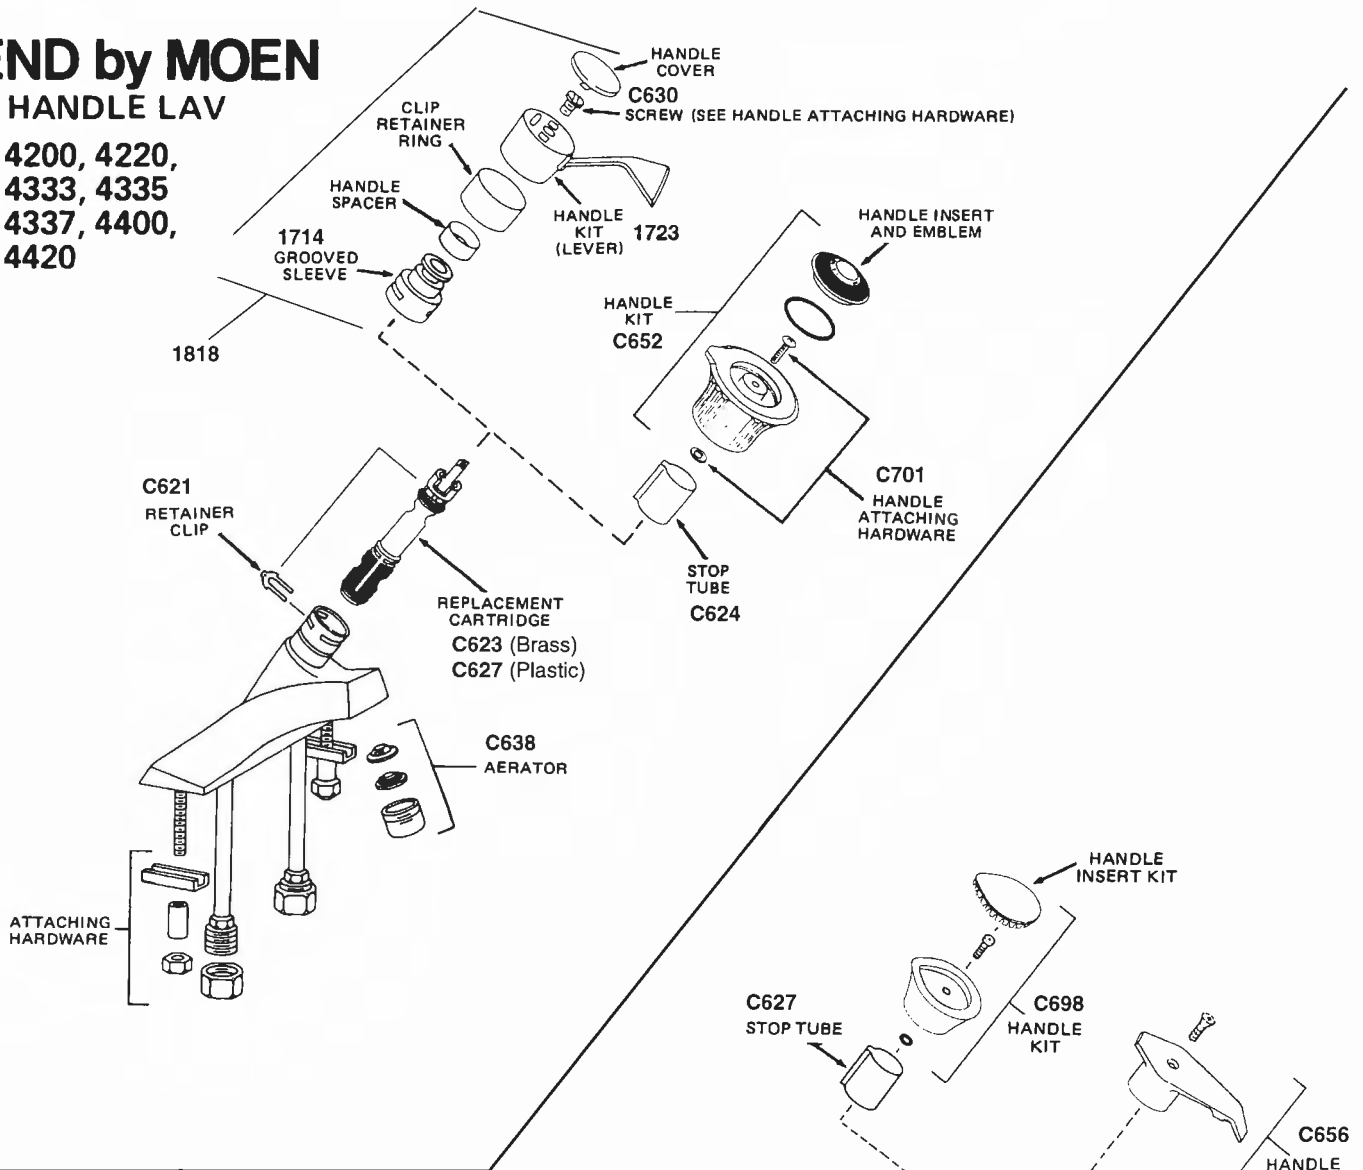 END by MOEN
HANDLE LAV
4200, 4220,
4333, 4335
4337, 4400,
4420
HANDLE
COVER
C630
SCREW (SEE HANDLE ATTACHING HARDWARE)
CLIP
RETAINER
RING
HANDLE
SPACER
1714
GROOVED
SLEEVE
HANDLE
KIT
(LEVER)
1723
1818
HANDLE INSERT
AND EMBLEM
HANDLE
KIT
C652
C701
HANDLE
ATTACHING
HARDWARE
STOP
TUBE
C624
C621
RETAINER
CLIP
REPLACEMENT
CARTRIDGE
C623 (Brass)
C627 (Plastic)
C638
AERATOR
ATTACHING
HARDWARE
HANDLE
INSERT KIT
C627
STOP TUBE
C698
HANDLE
KIT
C656
HANDLE